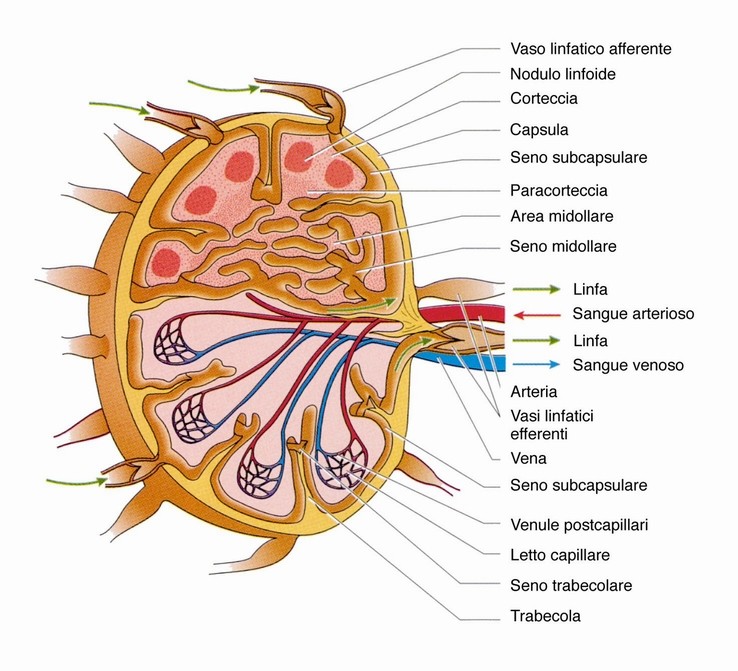 Vaso linfatico afferente
Nodulo linfoide
Corteccia
Capsula
Seno subcapsulare
Paracorteccia
Area midollare
Seno midollare
Linfa
Sangue arterioso
Linfa
Sangue venoso
Arteria
Vasi linfatici
efferenti
Vena
Seno subcapsulare
Venule postcapillari
Letto capillare
Seno trabecolare
Trabecola